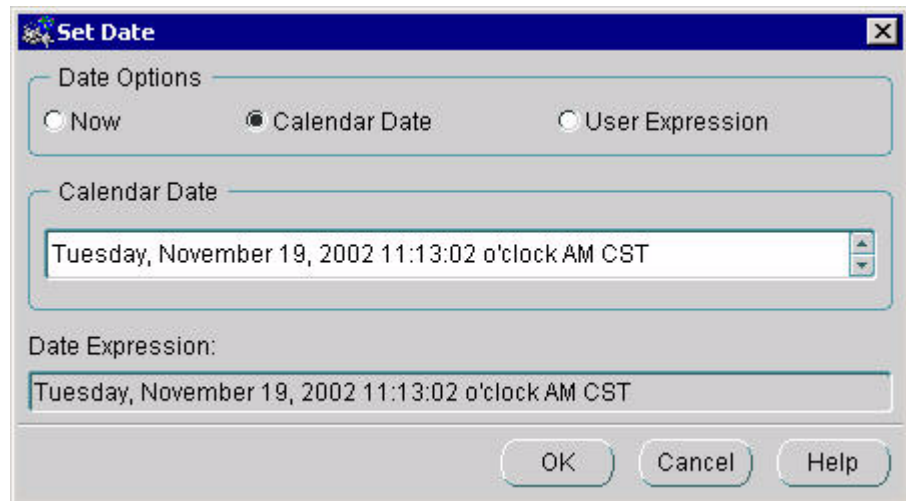 Set Date
Date Options
Now Calendar Date User Expression
Calendar Date
Tuesday, November 19, 2002 11:13:02 o'clock AM CST
Date Expression:
Tuesday, November 19, 2002 11:13:02 o'clock AM CST
OK Cancel Help